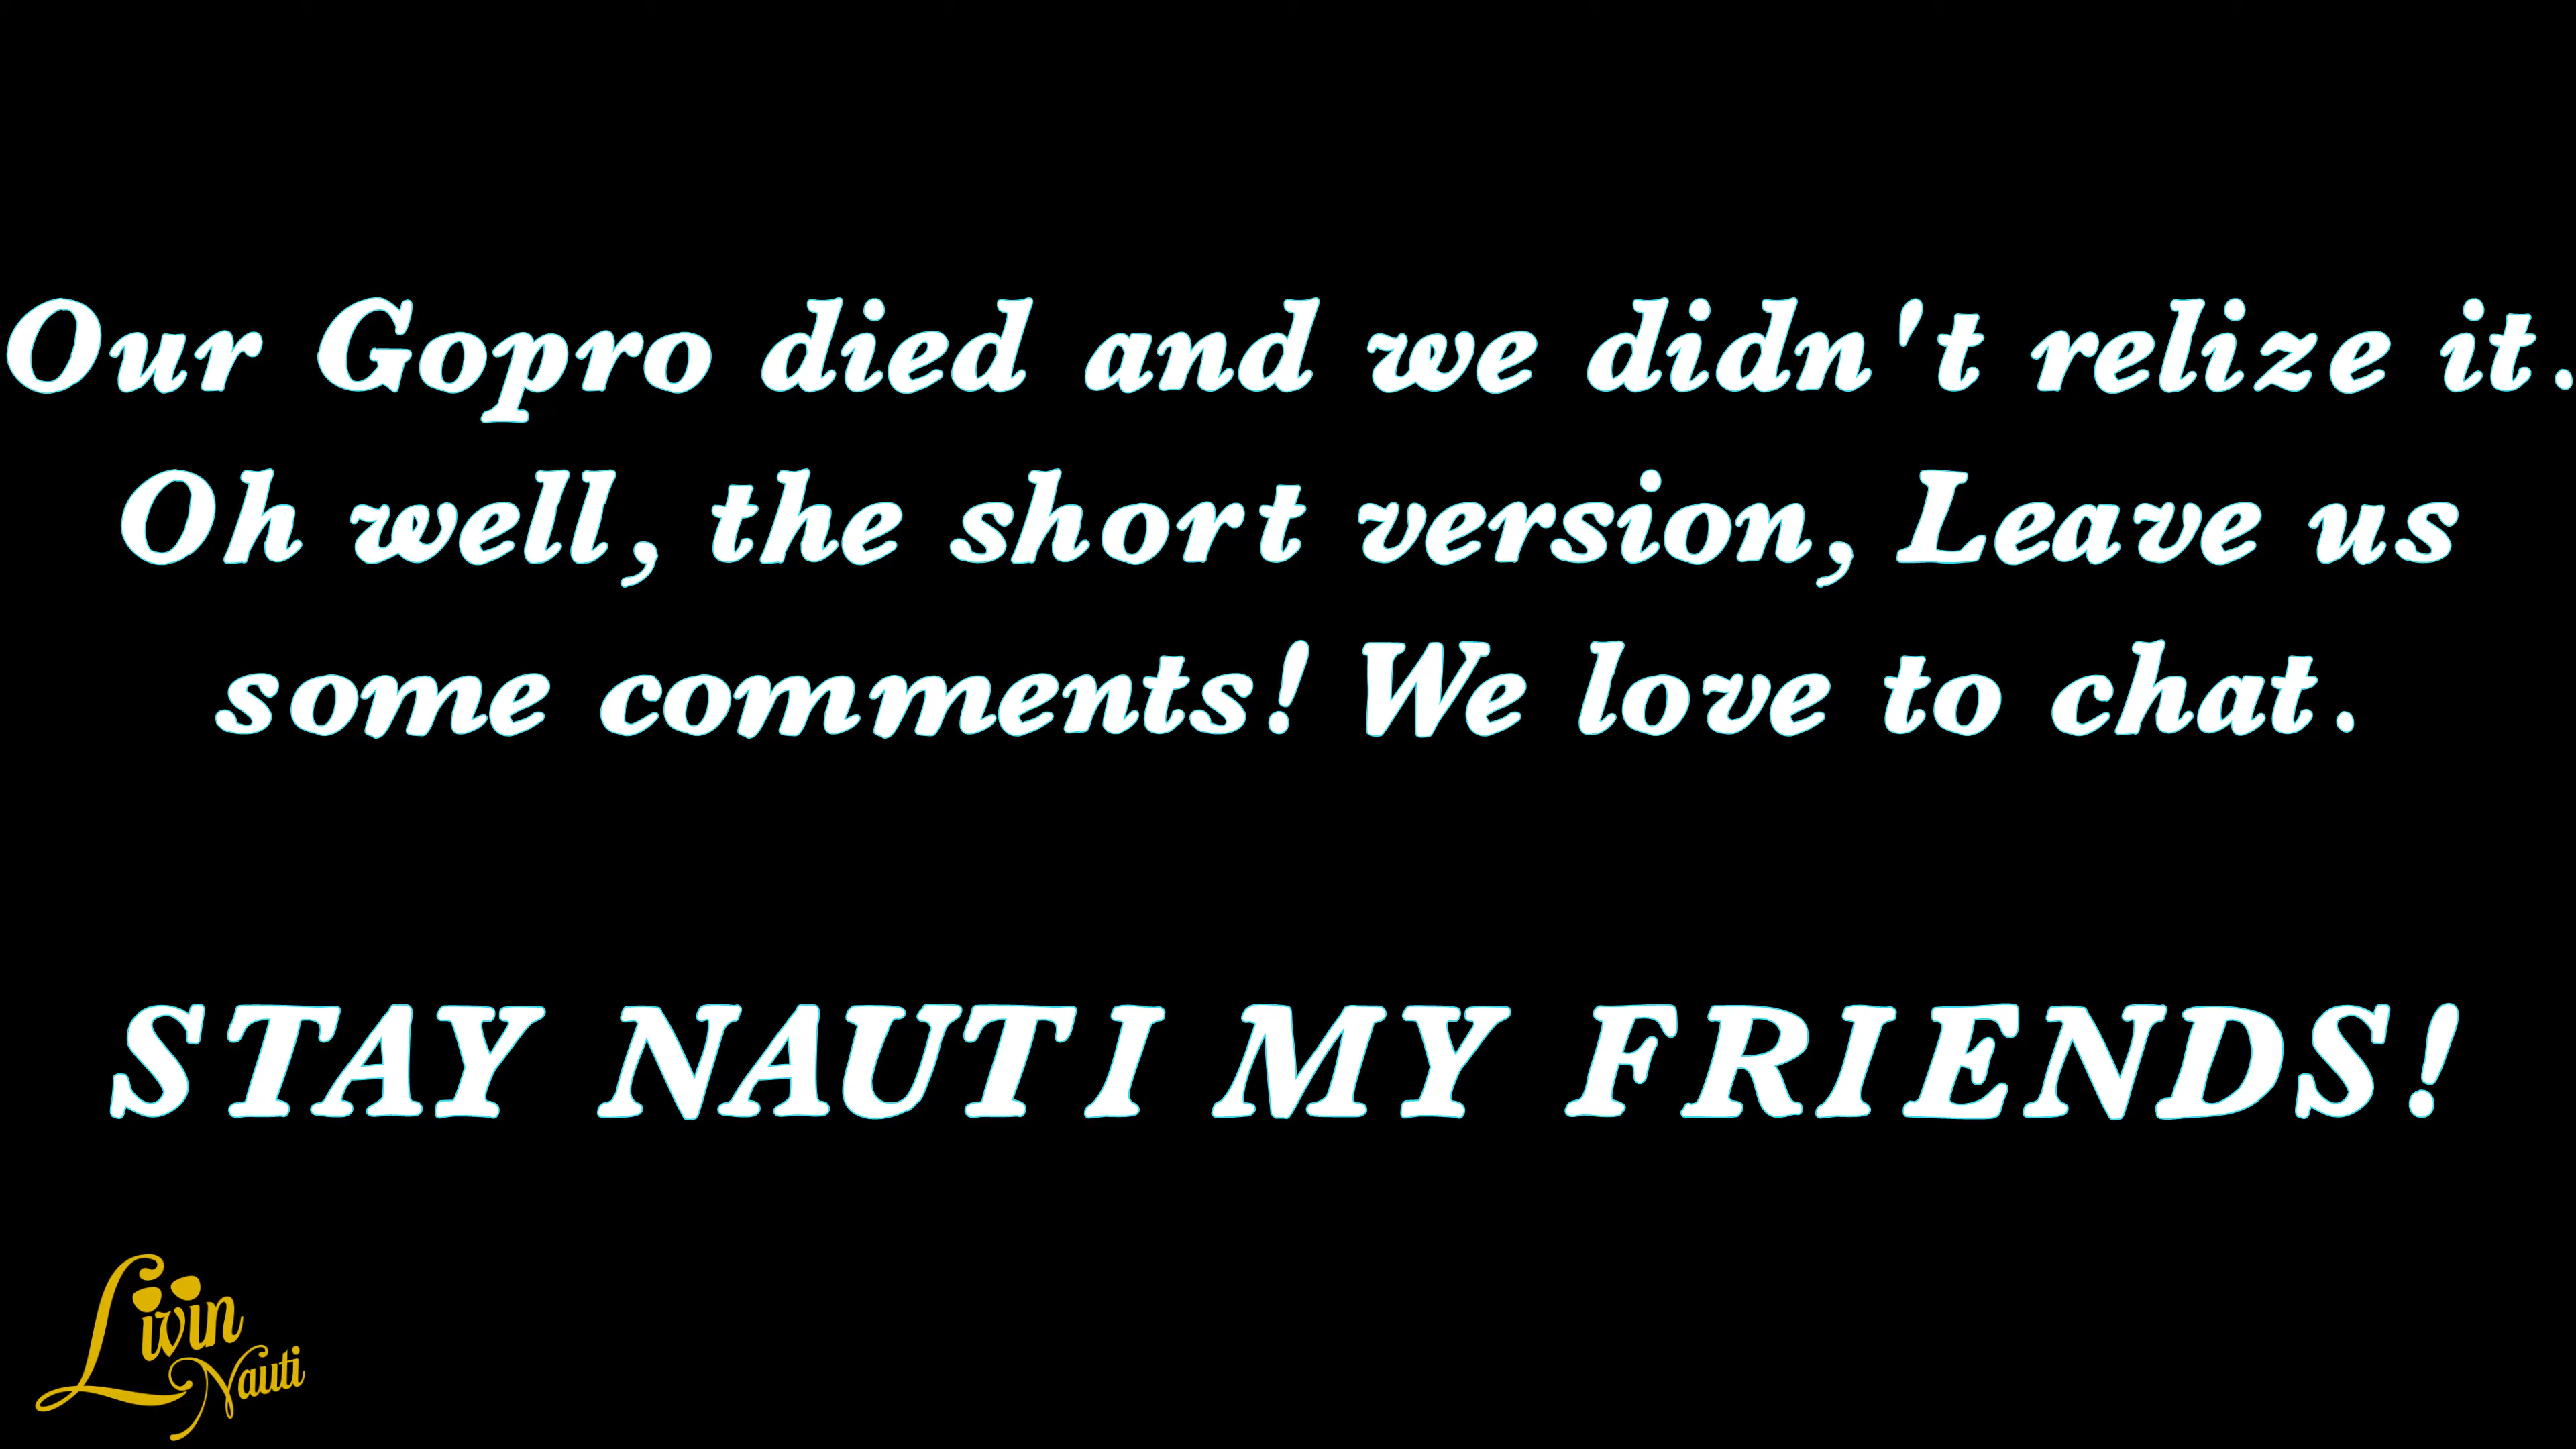 Our Gopro died and we didn't relize it.
Oh well, the short version, Leave us
some comments! We love to chat.
STAY NAUTI MY FRIENDS!
Livin
Nauti